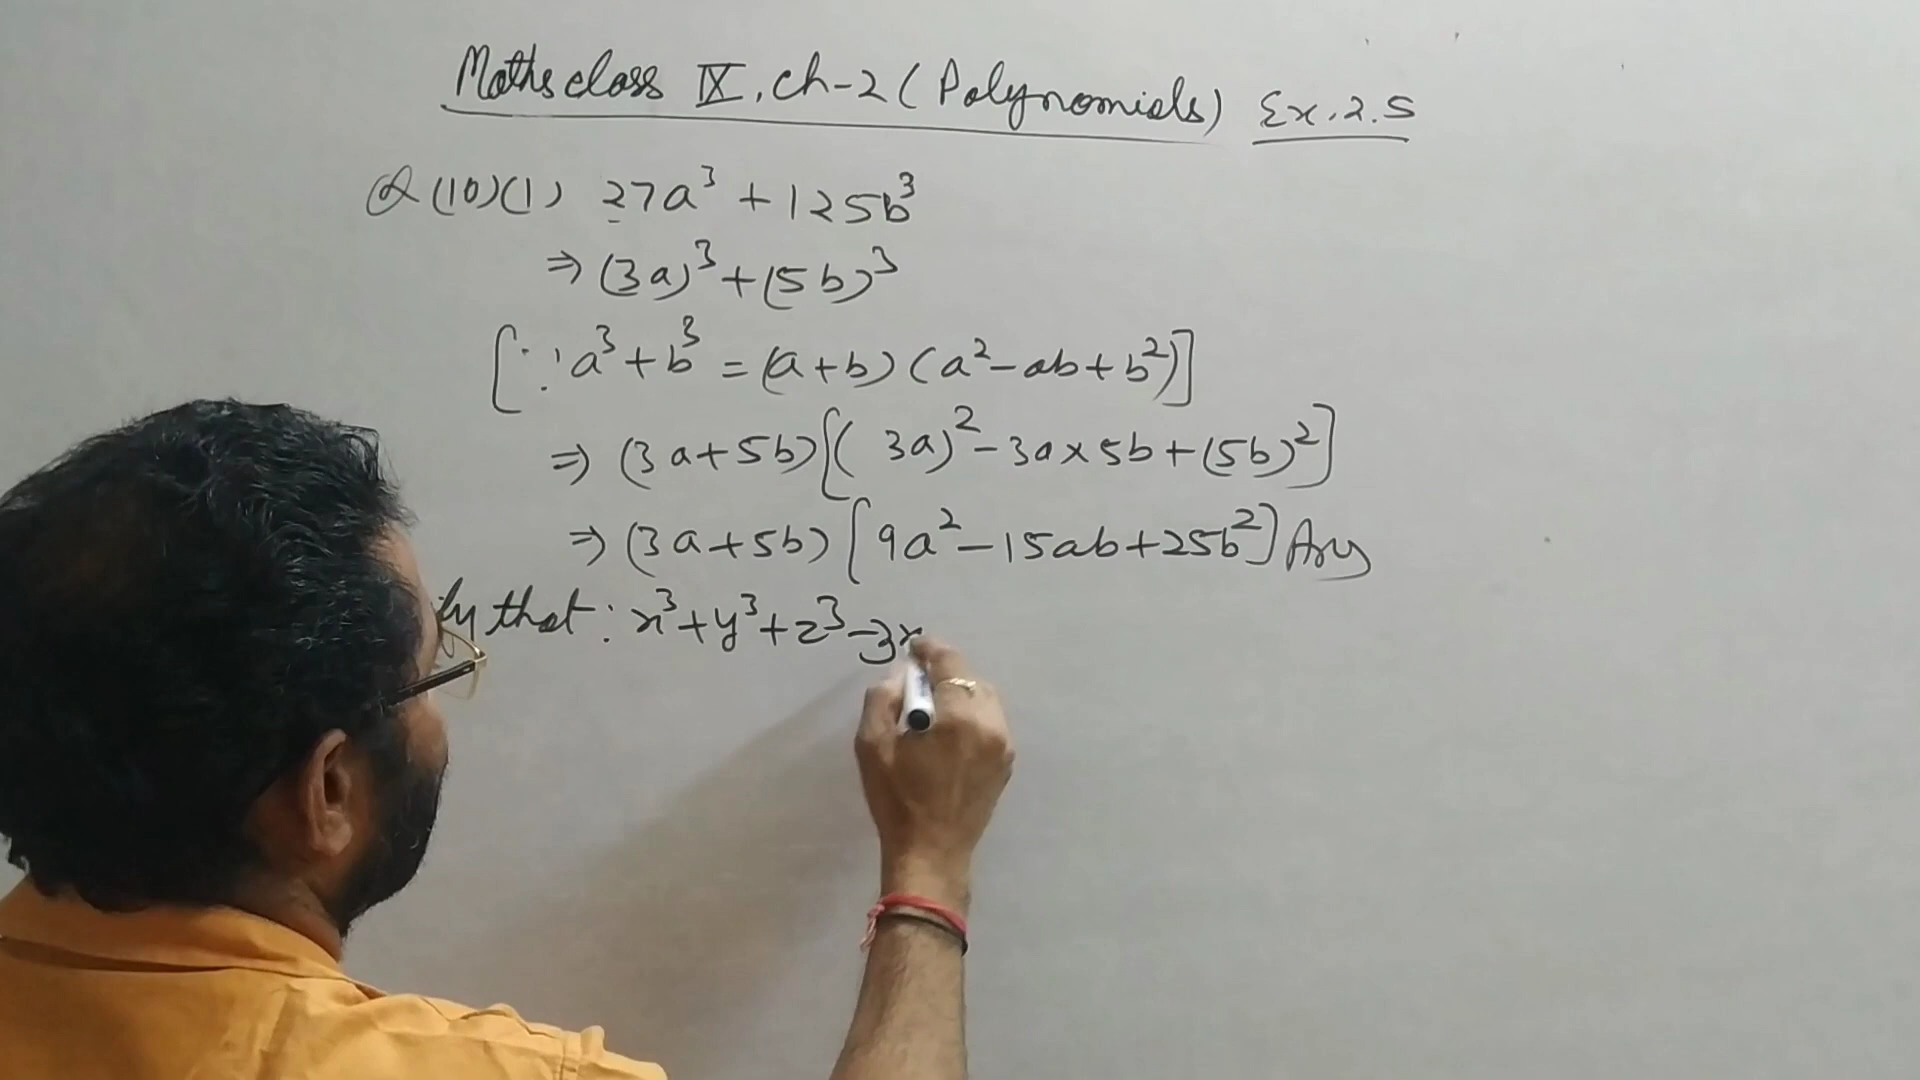 Maths class IX, Ch-2 (Polynomials) Ex. 2.5
Q (10)(1) 27a³ + 125b³
⇒ (3a)³ + (5b)³
[∵ a³ + b³ = (a+b) (a² - ab + b²)]
⇒ (3a+5b) [(3a)² - 3a × 5b + (5b)²]
⇒ (3a+5b) [9a² - 15ab + 25b²] Ans
that: x³ + y³ + z³ - 3x